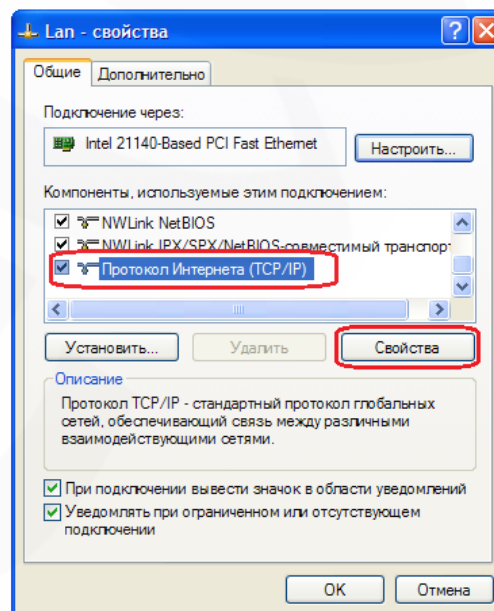 Lan - свойства
Общие
Дополнительно
Подключение через:
Intel 21140-Based PCI Fast Ethernet
Настроить...
Компоненты, используемые этим подключением:
NWLink NetBIOS
NWLink IPX/SPX/NetBIOS-совместимый транспорт
Протокол Интернета (TCP/IP)
Установить...
Удалить
Свойства
Описание
Протокол TCP/IP - стандартный протокол глобальных
сетей, обеспечивающий связь между различными
взаимодействующими сетями.
При подключении вывести значок в области уведомлений
Уведомлять при ограниченном или отсутствующем
подключении
OK
Отмена